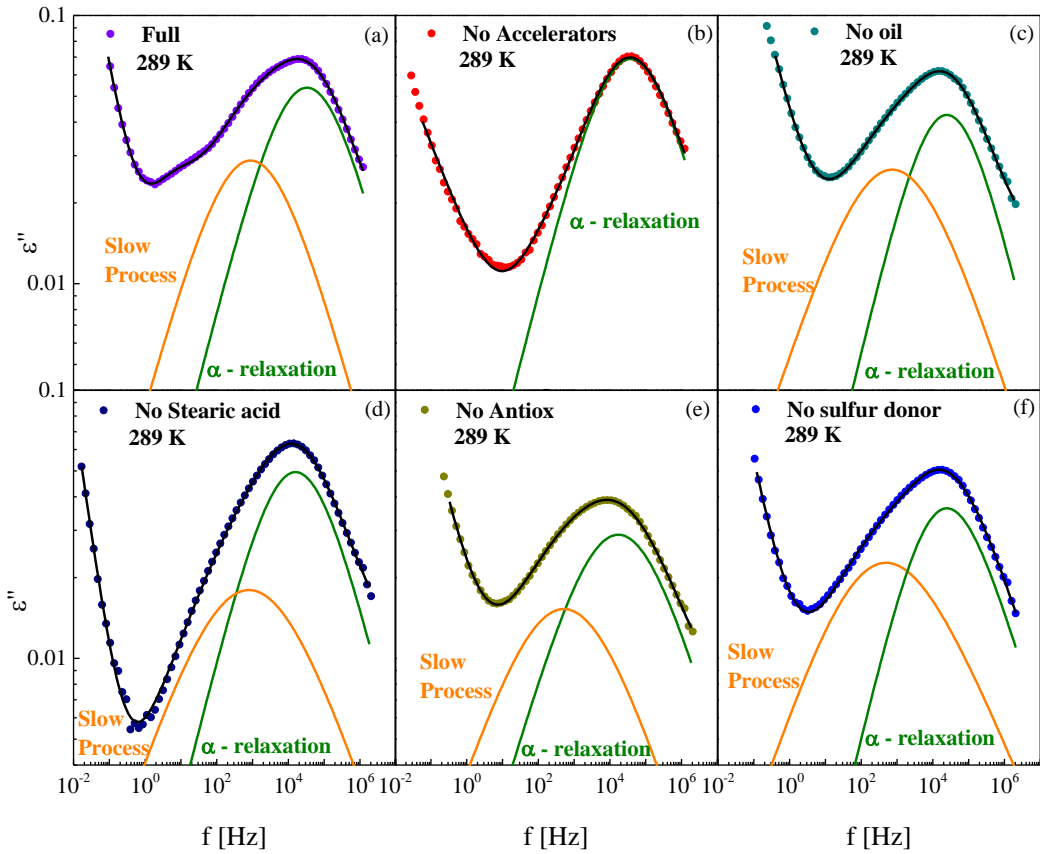 0.1
Full
289 K
(a)
No Accelerators
289 K
(b)
No oil
289 K
(c)
ε''
0.01
Slow
Process
α - relaxation
α - relaxation
Slow
Process
α - relaxation
0.1
No Stearic acid
289 K
(d)
No Antiox
289 K
(e)
No sulfur donor
289 K
(f)
ε''
0.01
Slow
Process
α - relaxation
Slow
Process
α - relaxation
Slow
Process
α - relaxation
10⁻² 10⁰ 10² 10⁴ 10⁶ 10⁻² 10⁰ 10² 10⁴ 10⁶ 10⁻² 10⁰ 10² 10⁴ 10⁶
f [Hz] f [Hz] f [Hz]